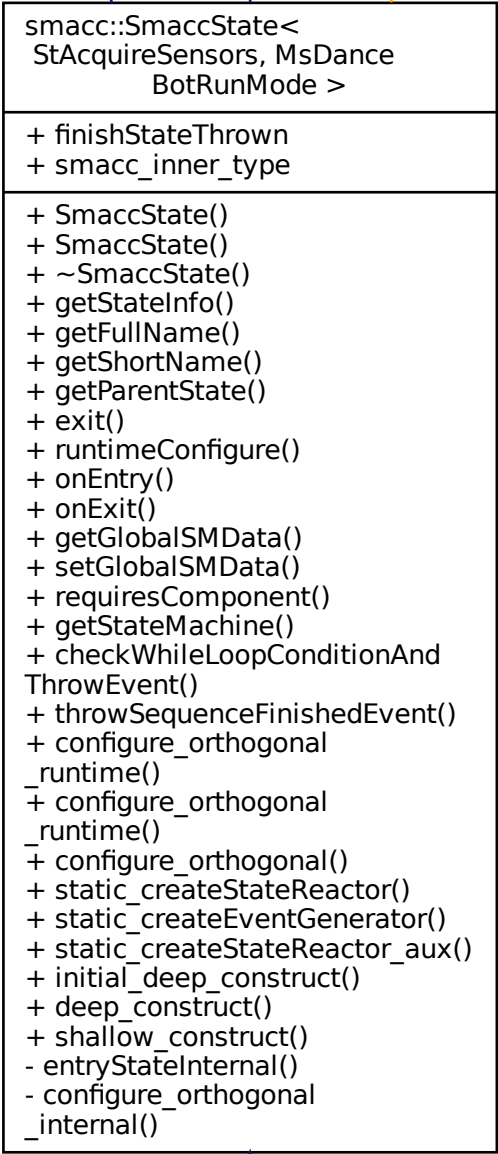 smacc::SmaccState<
StAcquireSensors, MsDance
BotRunMode >
+ finishStateThrown
+ smacc_inner_type
+ SmaccState()
+ SmaccState()
+ ~SmaccState()
+ getStateInfo()
+ getFullName()
+ getShortName()
+ getParentState()
+ exit()
+ runtimeConfigure()
+ onEntry()
+ onExit()
+ getGlobalSMData()
+ setGlobalSMData()
+ requiresComponent()
+ getStateMachine()
+ checkWhileLoopConditionAnd
ThrowEvent()
+ throwSequenceFinishedEvent()
+ configure_orthogonal
_runtime()
+ configure_orthogonal
_runtime()
+ configure_orthogonal()
+ static_createStateReactor()
+ static_createEventGenerator()
+ static_createStateReactor_aux()
+ initial_deep_construct()
+ deep_construct()
+ shallow_construct()
- entryStateInternal()
- configure_orthogonal
_internal()